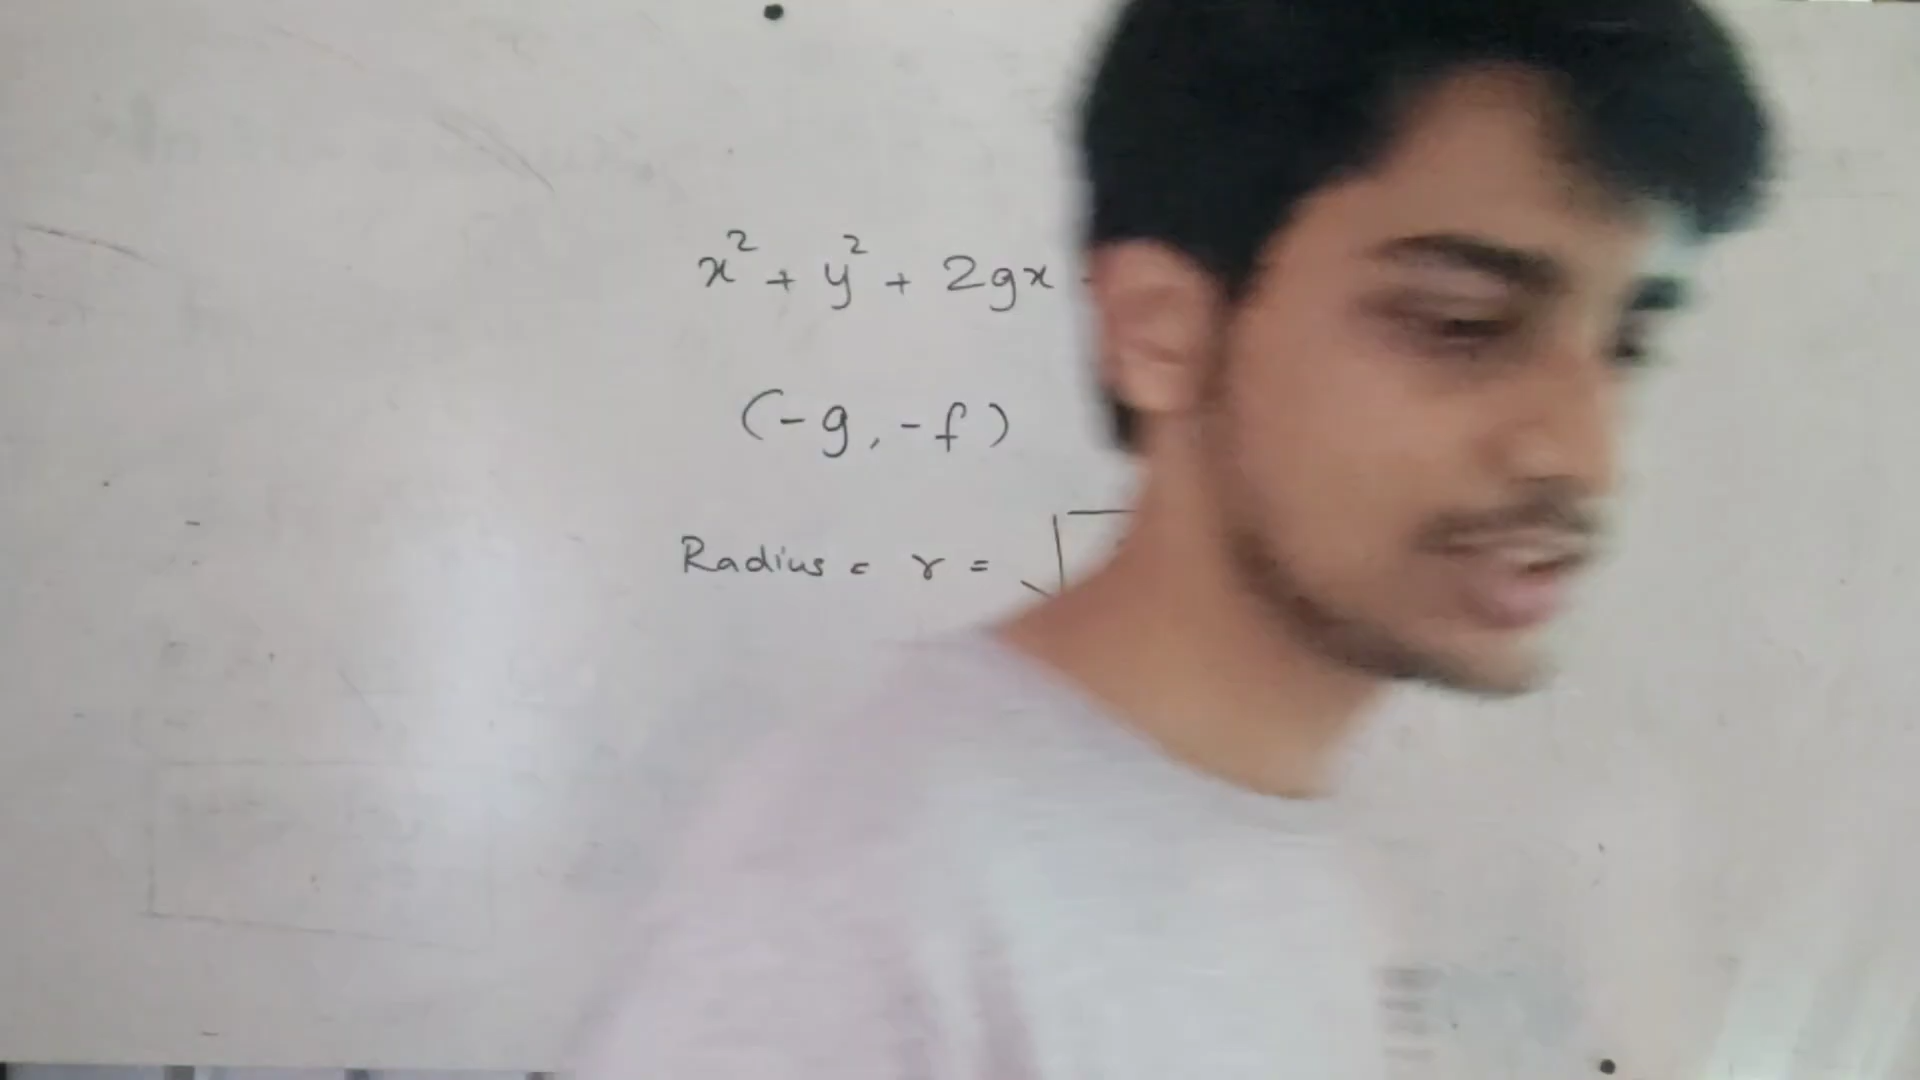 x² + y² + 2gx
(-g, -f)
Radius = r = √